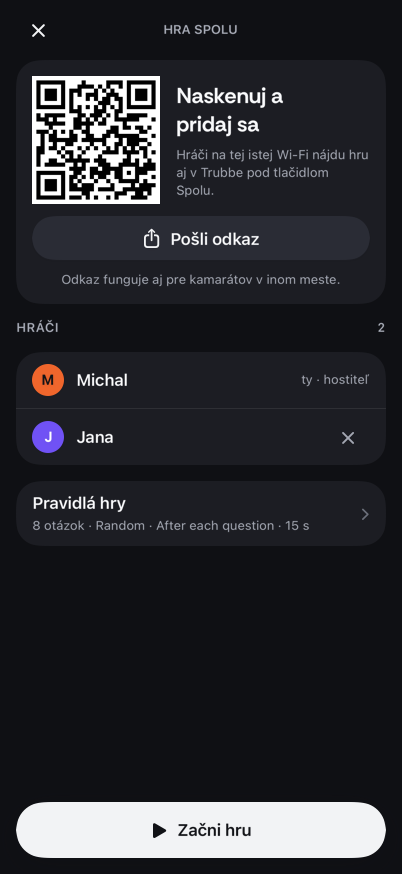 HRA SPOLU
Naskenuj a
pridaj sa
Hráči na tej istej Wi-Fi nájdu hru
aj v Trubbe pod tlačidlom
Spolu.
Pošli odkaz
Odkaz funguje aj pre kamarátov v inom meste.
HRÁČI 2
M Michal ty · hostiteľ
J Jana
Pravidlá hry
8 otázok · Random · After each question · 15 s
Začni hru